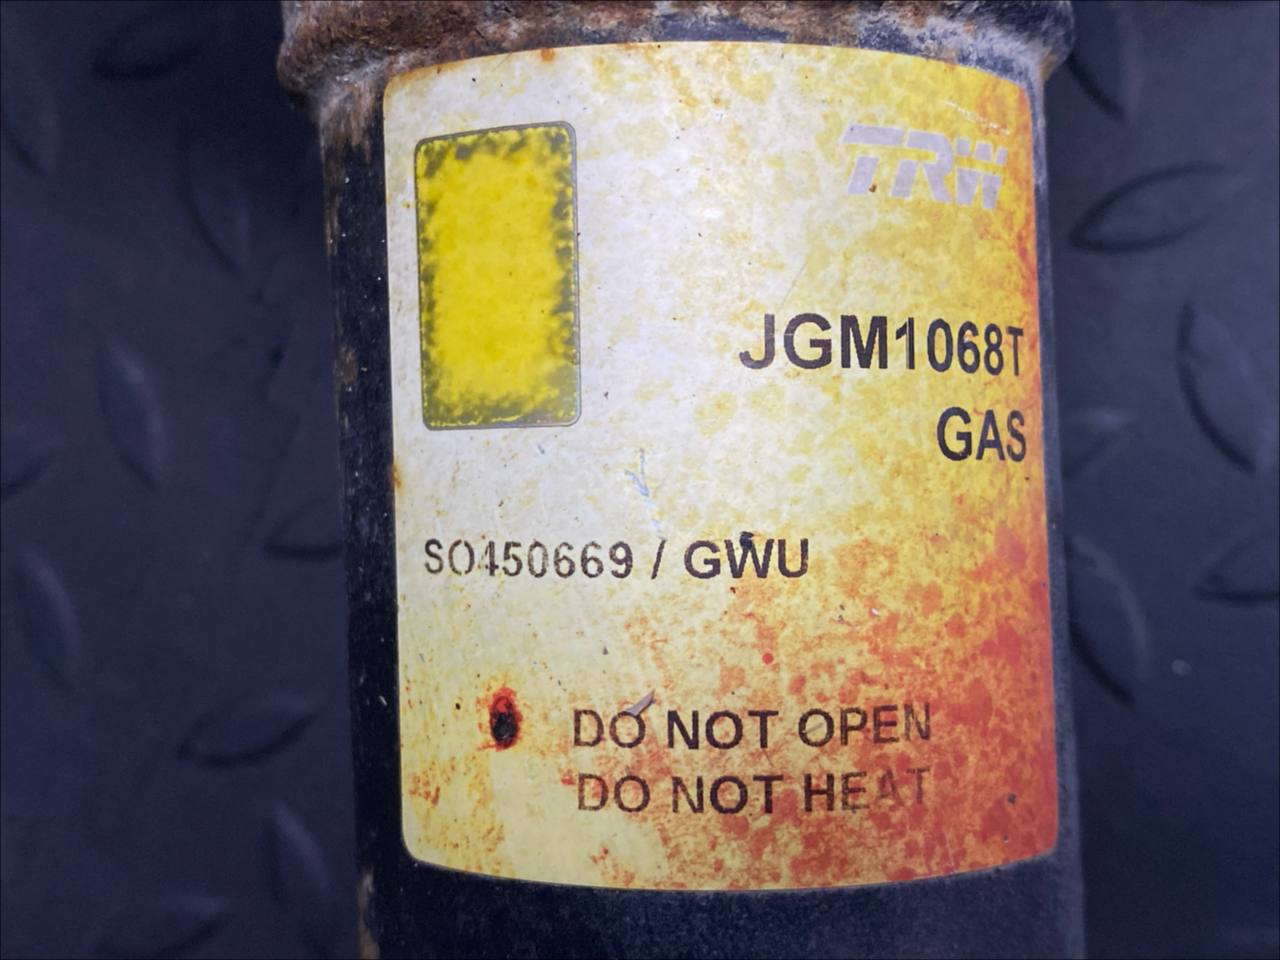 TRW
JGM1068T
GAS
SO450669 / GWU
DO NOT OPEN
DO NOT HEAT